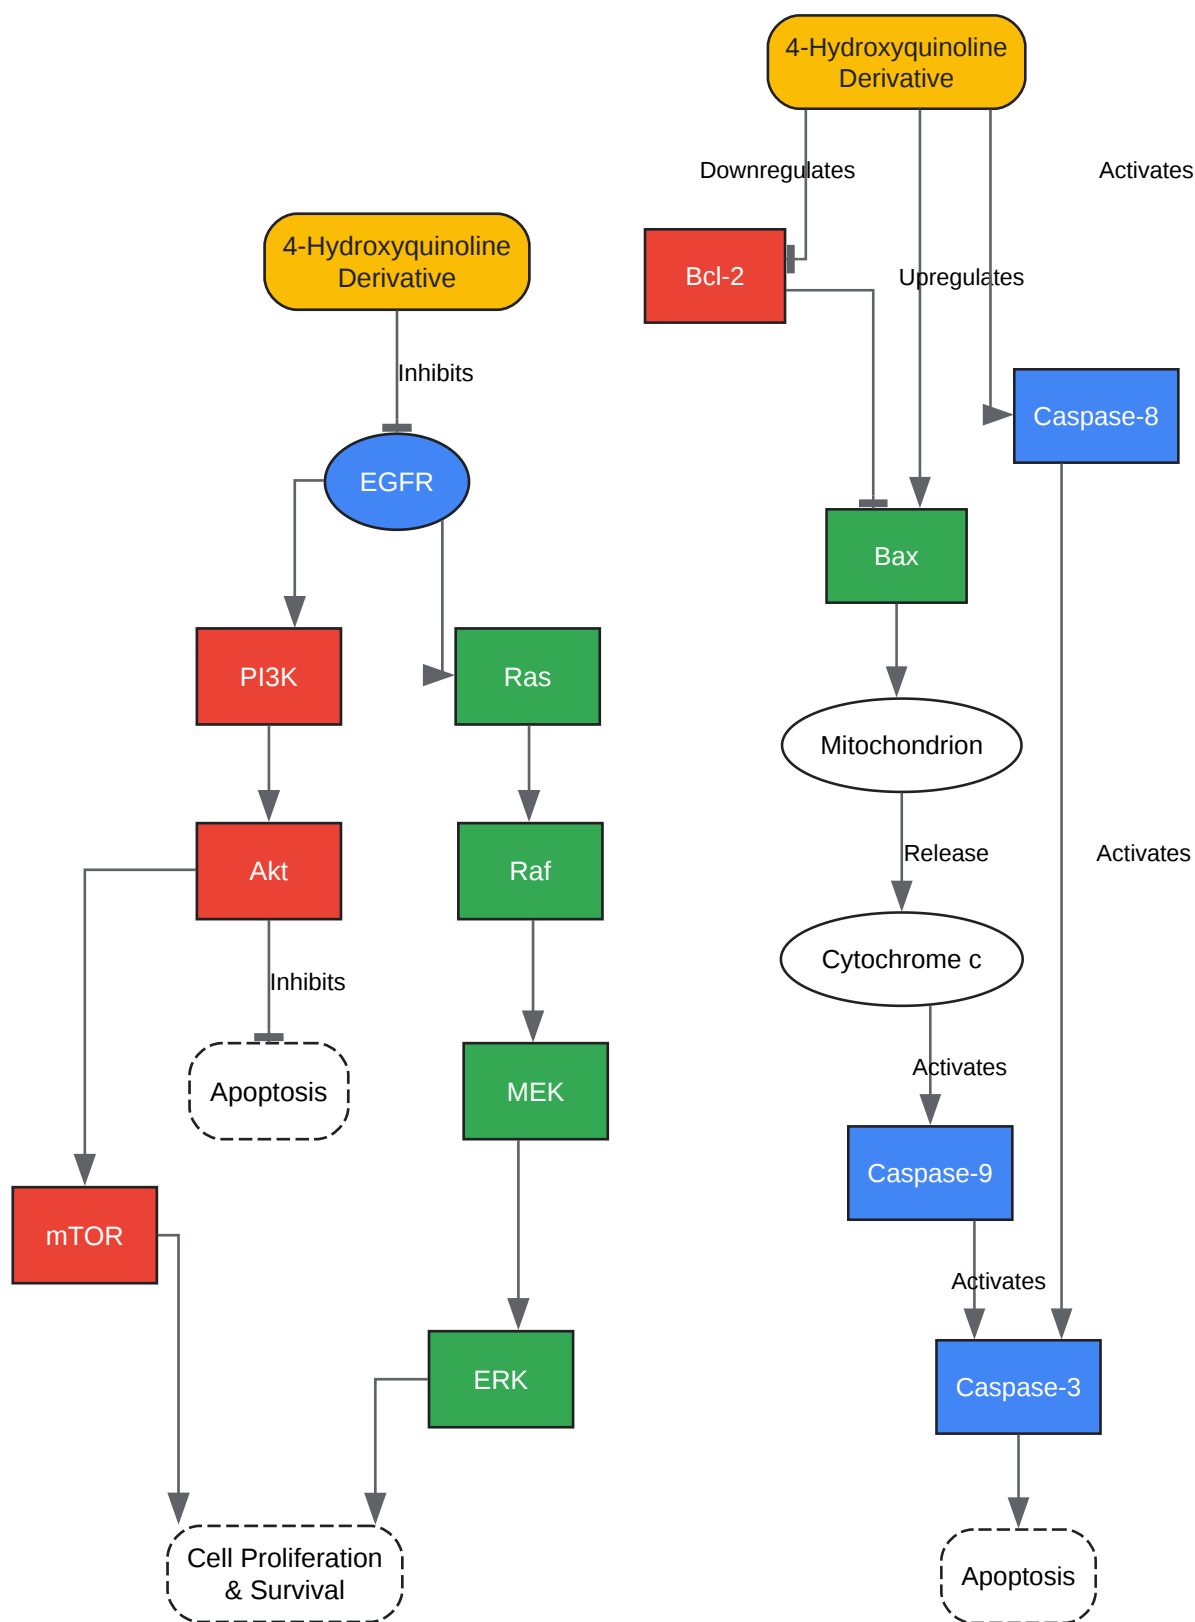 4-Hydroxyquinoline
Derivative
Inhibits
EGFR
PI3K
Ras
Akt
Raf
Inhibits
Apoptosis
MEK
mTOR
ERK
Cell Proliferation
& Survival
4-Hydroxyquinoline
Derivative
Downregulates
Activates
Bcl-2
Upregulates
Caspase-8
Bax
Mitochondrion
Release
Activates
Cytochrome c
Activates
Caspase-9
Activates
Caspase-3
Apoptosis